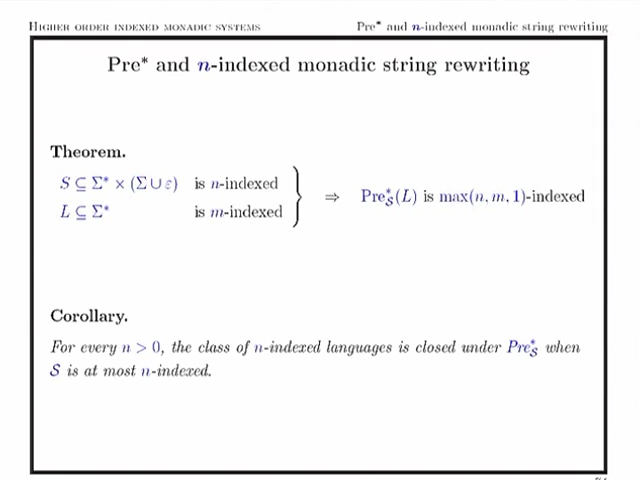 Higher order indexed monadic systems
Pre* and n-indexed monadic string rewriting
Pre* and n-indexed monadic string rewriting
Theorem.
S ⊆ Σ* × (Σ ∪ ε) is n-indexed
L ⊆ Σ* is m-indexed
⇒ Pre*S(L) is max(n, m, 1)-indexed
Corollary.
For every n > 0, the class of n-indexed languages is closed under Pre*S when
S is at most n-indexed.